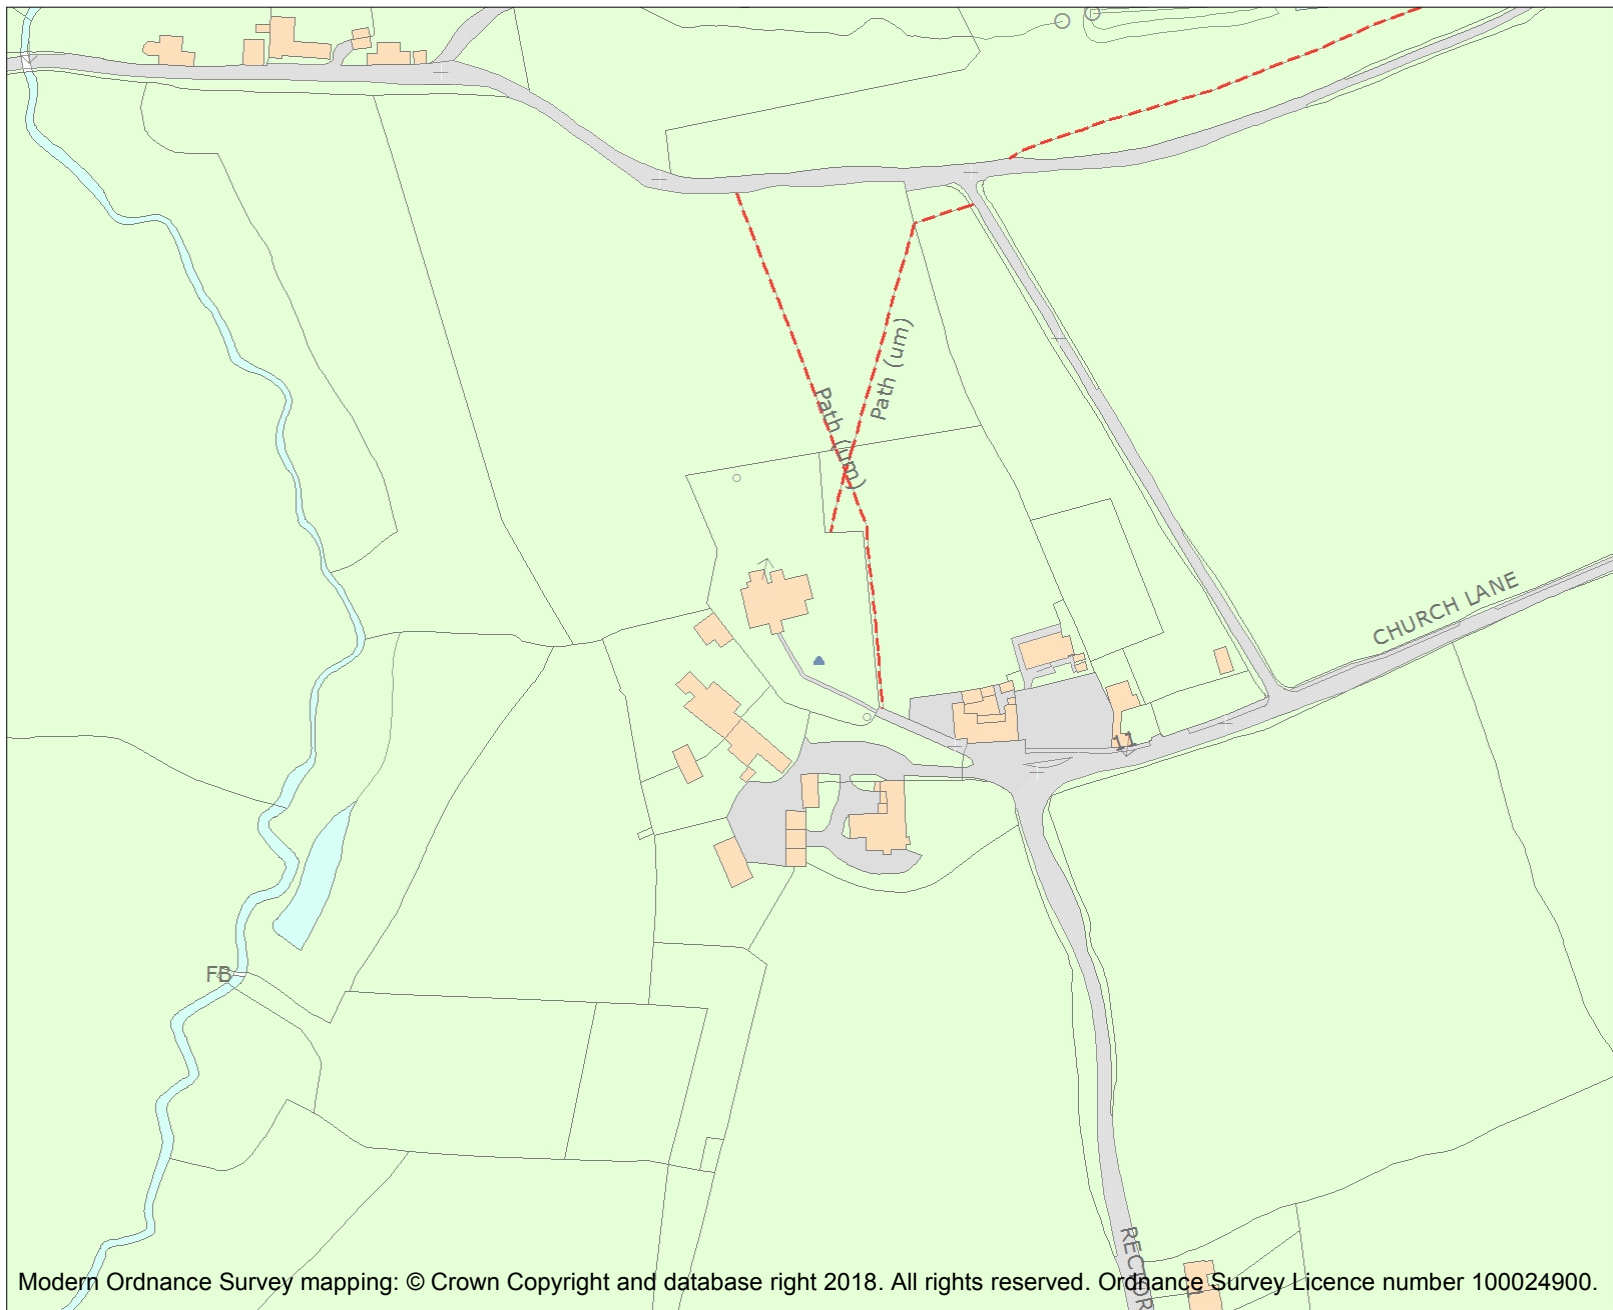 Path (um)
Path (um)
CHURCH LANE
11
FB
RECTOR
Modern Ordnance Survey mapping: © Crown Copyright and database right 2018. All rights reserved. Ordnance Survey Licence number 100024900.